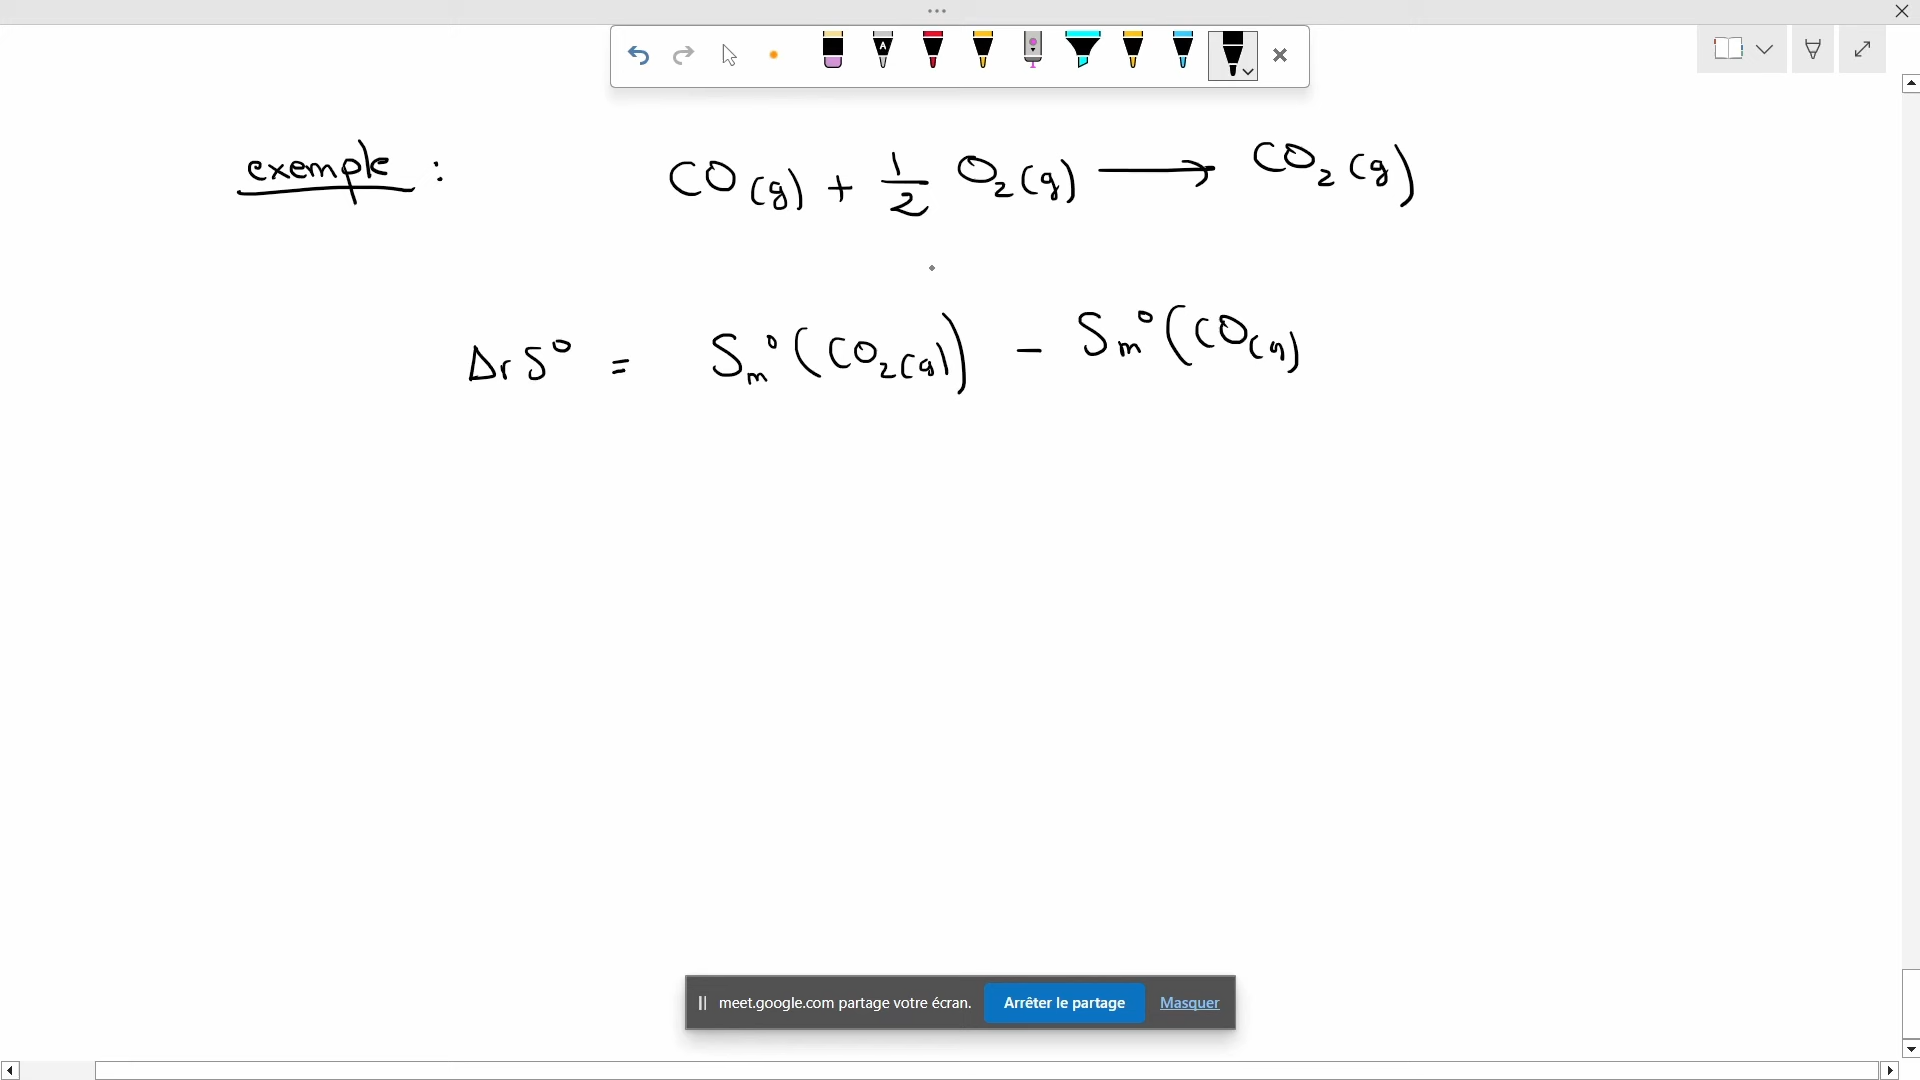 exemple : CO (g) + 1/2 O₂ (g) ⟶ CO₂ (g)
ΔrS° = Sm°(CO₂(g)) − Sm°(CO(g)
meet.google.com partage votre écran. Arrêter le partage Masquer